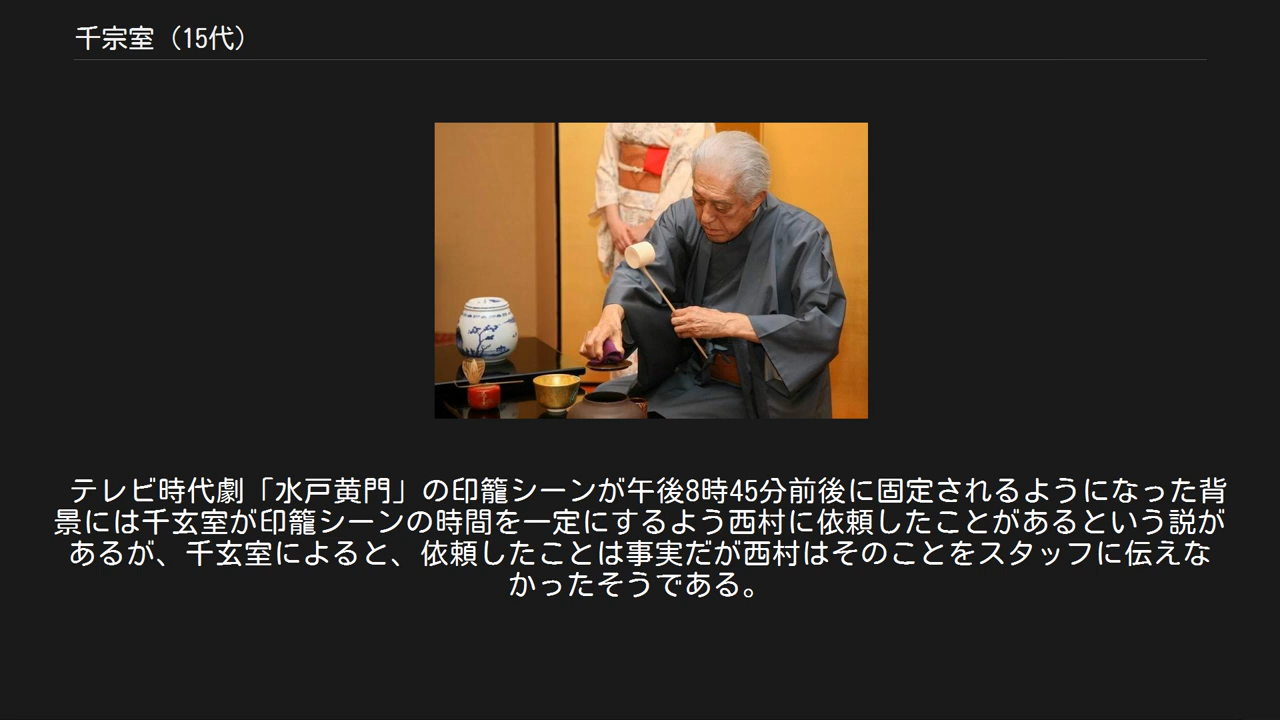 千宗室（15代）
テレビ時代劇「水戸黄門」の印籠シーンが午後8時45分前後に固定されるようになった背
景には千玄室が印籠シーンの時間を一定にするよう西村に依頼したことがあるという説が
あるが、千玄室によると、依頼したことは事実だが西村はそのことをスタッフに伝えな
かったそうである。